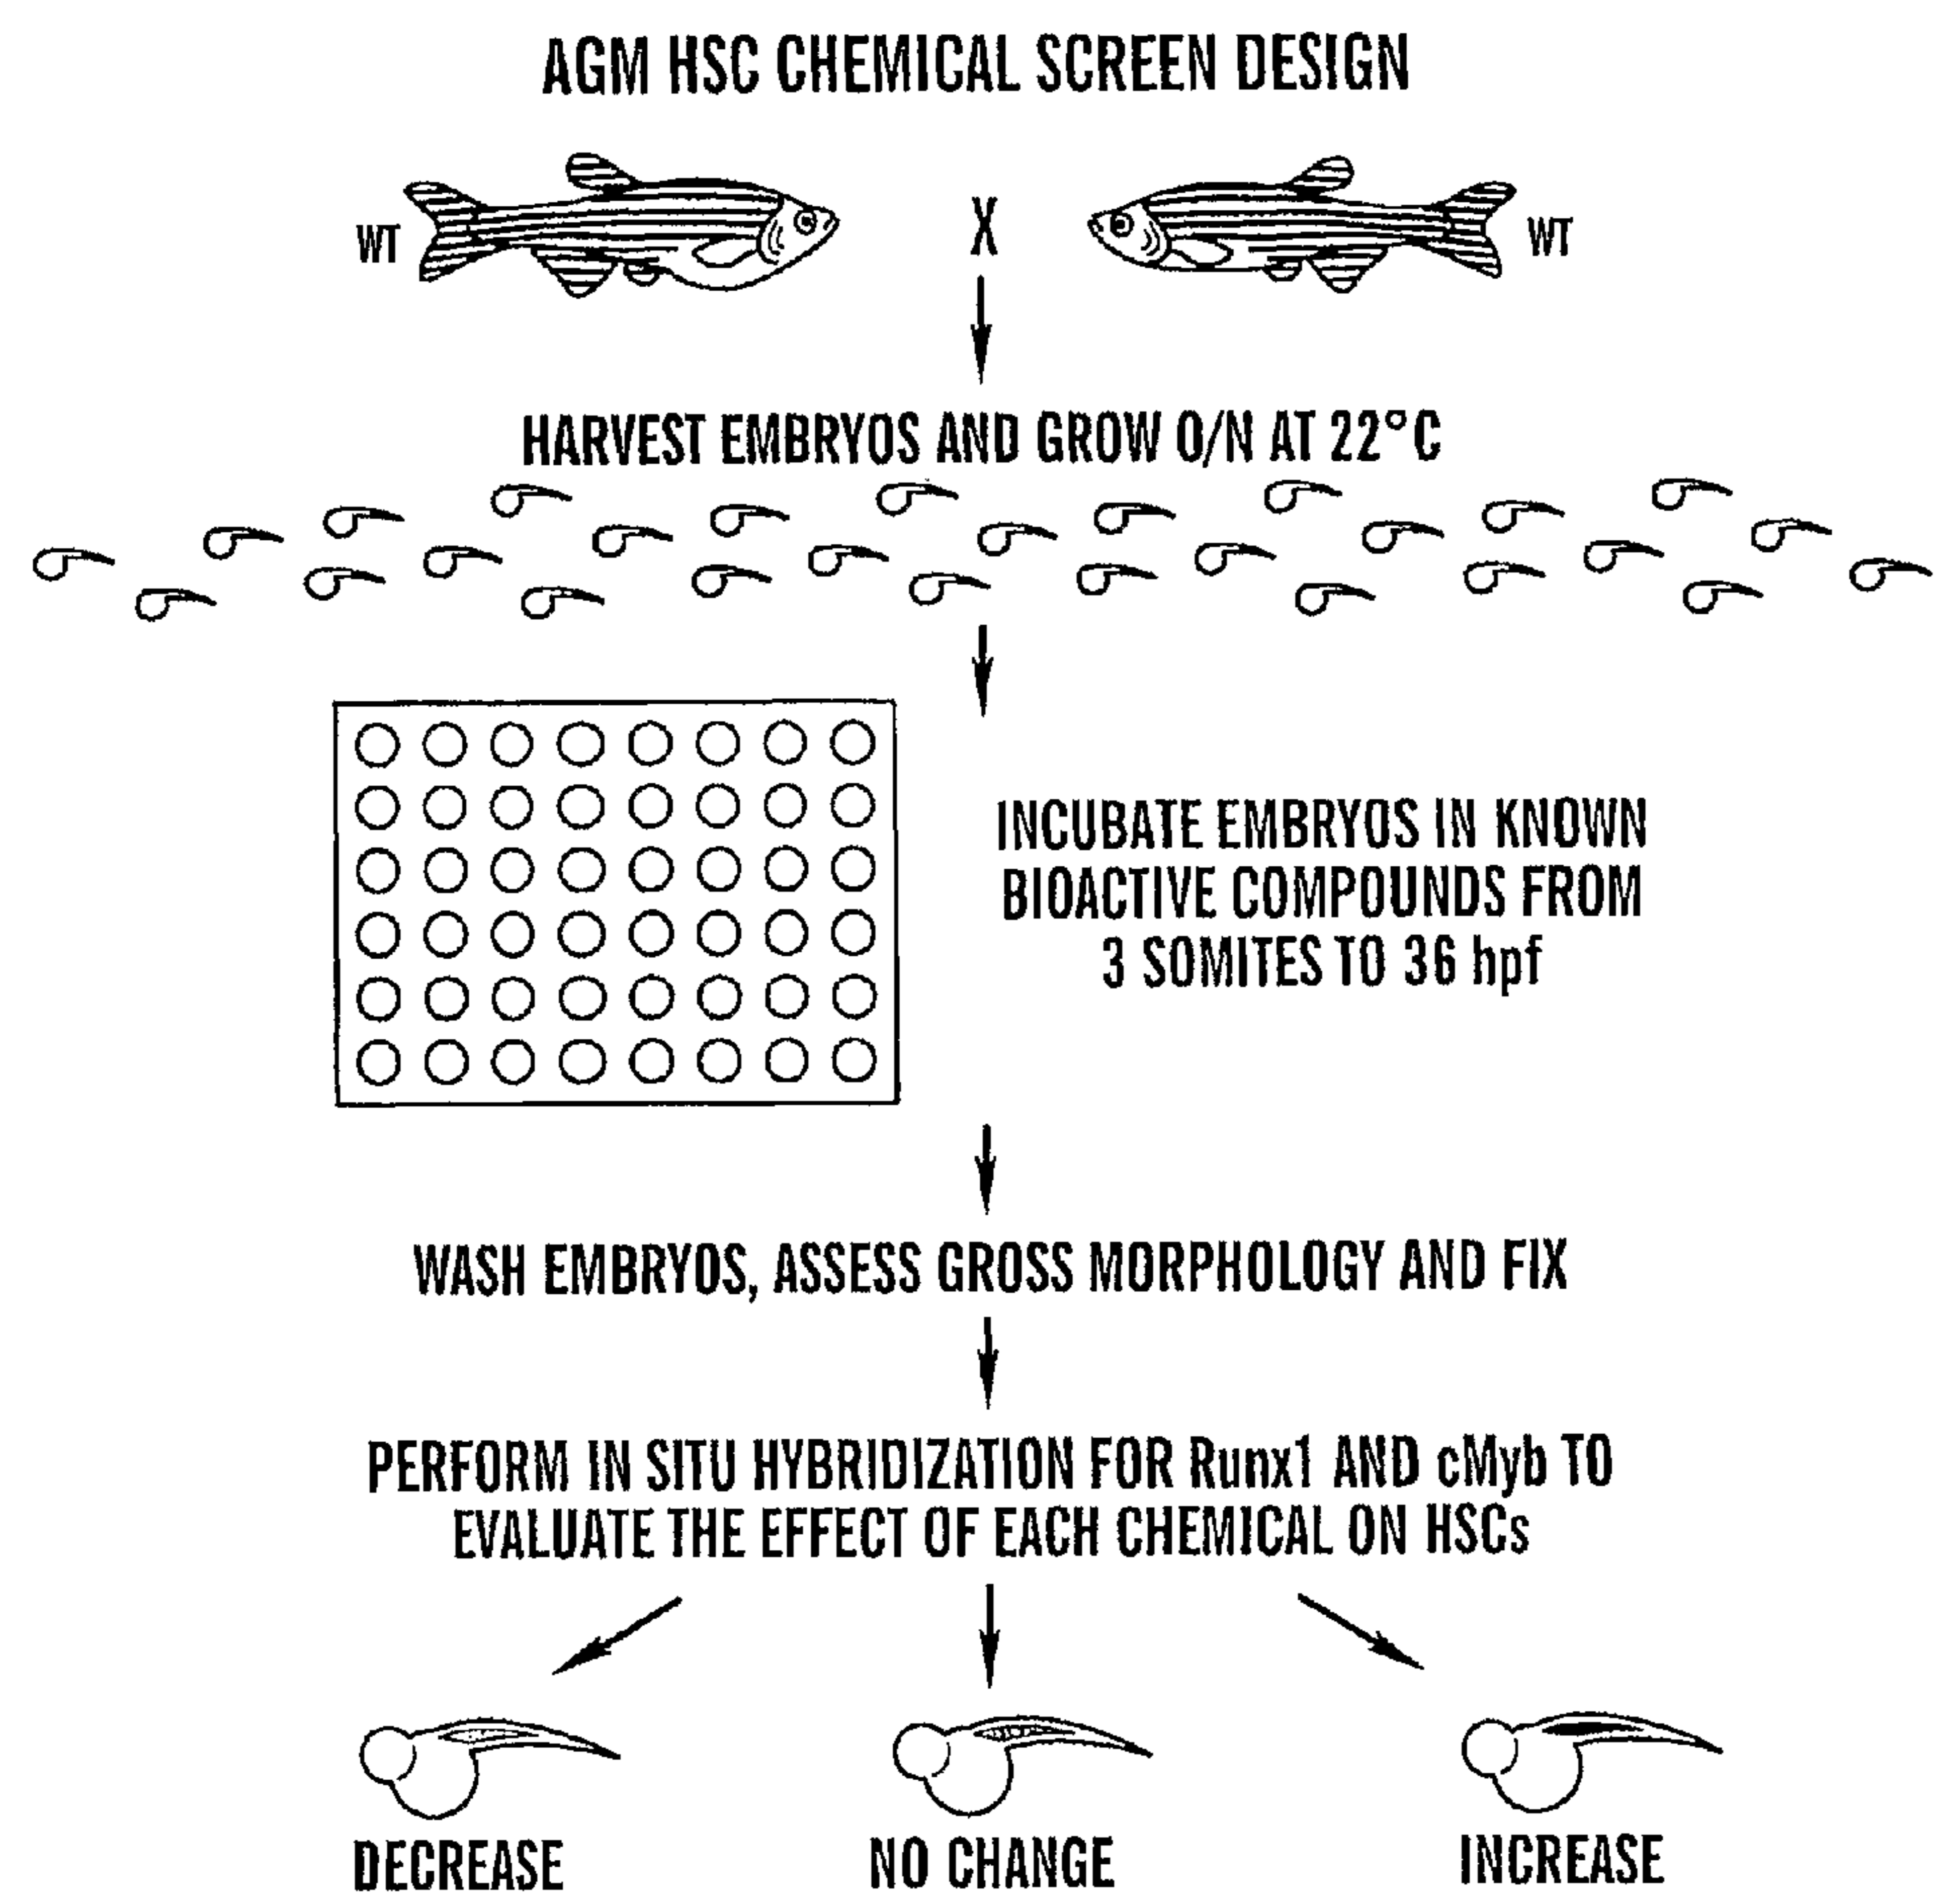 AGM HSC CHEMICAL SCREEN DESIGN
WT X WT
HARVEST EMBRYOS AND GROW O/N AT 22°C
INCUBATE EMBRYOS IN KNOWN
BIOACTIVE COMPOUNDS FROM
3 SOMITES TO 36 hpf
WASH EMBRYOS, ASSESS GROSS MORPHOLOGY AND FIX
PERFORM IN SITU HYBRIDIZATION FOR Runx1 AND cMyb TO
EVALUATE THE EFFECT OF EACH CHEMICAL ON HSCs
DECREASE NO CHANGE INCREASE